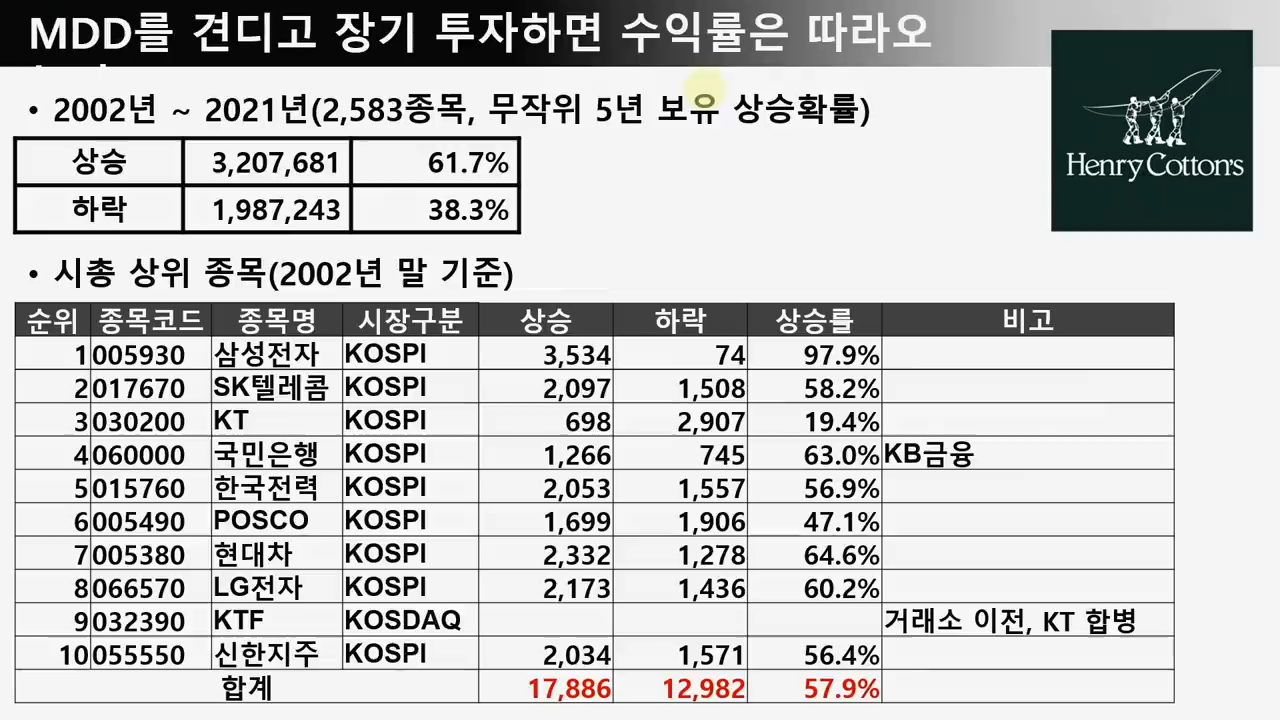 MDD를 견디고 장기 투자하면 수익률은 따라오
• 2002년 ~ 2021년(2,583종목, 무작위 5년 보유 상승확률)
상승 3,207,681 61.7%
하락 1,987,243 38.3%
Henry Cotton's
• 시총 상위 종목(2002년 말 기준)
순위 종목코드 종목명 시장구분 상승 하락 상승률 비고
1 005930 삼성전자 KOSPI 3,534 74 97.9%
2 017670 SK텔레콤 KOSPI 2,097 1,508 58.2%
3 030200 KT KOSPI 698 2,907 19.4%
4 060000 국민은행 KOSPI 1,266 745 63.0% KB금융
5 015760 한국전력 KOSPI 2,053 1,557 56.9%
6 005490 POSCO KOSPI 1,699 1,906 47.1%
7 005380 현대차 KOSPI 2,332 1,278 64.6%
8 066570 LG전자 KOSPI 2,173 1,436 60.2%
9 032390 KTF KOSDAQ 거래소 이전, KT 합병
10 055550 신한지주 KOSPI 2,034 1,571 56.4%
합계 17,886 12,982 57.9%